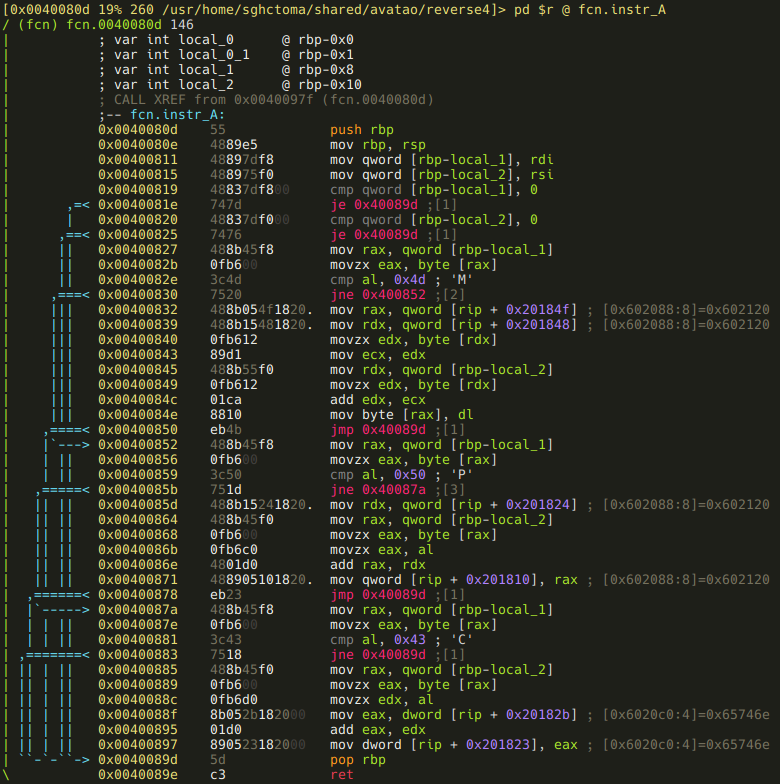 [0x0040080d 19% 260 /usr/home/sghctoma/shared/avatao/reverse4]> pd $r @ fcn.instr_A
/ (fcn) fcn.0040080d 146
|           ; var int local_0      @ rbp-0x0
|           ; var int local_0_1    @ rbp-0x1
|           ; var int local_1      @ rbp-0x8
|           ; var int local_2      @ rbp-0x10
|           ; CALL XREF from 0x0040097f (fcn.0040080d)
|           ;-- fcn.instr_A:
|           0x0040080d    55             push rbp
|           0x0040080e    4889e5         mov rbp, rsp
|           0x00400811    48897df8       mov qword [rbp-local_1], rdi
|           0x00400815    488975f0       mov qword [rbp-local_2], rsi
|           0x00400819    48837df800     cmp qword [rbp-local_1], 0
|       ,=< 0x0040081e    747d           je 0x40089d ;[1]
|       |   0x00400820    48837df000     cmp qword [rbp-local_2], 0
|      ,==< 0x00400825    7476           je 0x40089d ;[1]
|      ||   0x00400827    488b45f8       mov rax, qword [rbp-local_1]
|      ||   0x0040082b    0fb600         movzx eax, byte [rax]
|      ||   0x0040082e    3c4d           cmp al, 0x4d ; 'M'
|     ,===< 0x00400830    7520           jne 0x400852 ;[2]
|     |||   0x00400832    488b054f1820.  mov rax, qword [rip + 0x20184f] ; [0x602088:8]=0x602120
|     |||   0x00400839    488b15481820.  mov rdx, qword [rip + 0x201848] ; [0x602088:8]=0x602120
|     |||   0x00400840    0fb612         movzx edx, byte [rdx]
|     |||   0x00400843    89d1           mov ecx, edx
|     |||   0x00400845    488b55f0       mov rdx, qword [rbp-local_2]
|     |||   0x00400849    0fb612         movzx edx, byte [rdx]
|     |||   0x0040084c    01ca           add edx, ecx
|     |||   0x0040084e    8810           mov byte [rax], dl
|    ,====< 0x00400850    eb4b           jmp 0x40089d ;[1]
|    |`---> 0x00400852    488b45f8       mov rax, qword [rbp-local_1]
|    | ||   0x00400856    0fb600         movzx eax, byte [rax]
|    | ||   0x00400859    3c50           cmp al, 0x50 ; 'P'
|   ,=====< 0x0040085b    751d           jne 0x40087a ;[3]
|   || ||   0x0040085d    488b15241820.  mov rdx, qword [rip + 0x201824] ; [0x602088:8]=0x602120
|   || ||   0x00400864    488b45f0       mov rax, qword [rbp-local_2]
|   || ||   0x00400868    0fb600         movzx eax, byte [rax]
|   || ||   0x0040086b    0fb6c0         movzx eax, al
|   || ||   0x0040086e    4801d0         add rax, rdx
|   || ||   0x00400871    488905101820.  mov qword [rip + 0x201810], rax ; [0x602088:8]=0x602120
|  ,======< 0x00400878    eb23           jmp 0x40089d ;[1]
|  |`-----> 0x0040087a    488b45f8       mov rax, qword [rbp-local_1]
|  | | ||   0x0040087e    0fb600         movzx eax, byte [rax]
|  | | ||   0x00400881    3c43           cmp al, 0x43 ; 'C'
| ,=======< 0x00400883    7518           jne 0x40089d ;[1]
| || | ||   0x00400885    488b45f0       mov rax, qword [rbp-local_2]
| || | ||   0x00400889    0fb600         movzx eax, byte [rax]
| || | ||   0x0040088c    0fb6d0         movzx edx, al
| || | ||   0x0040088f    8b052b182000   mov eax, dword [rip + 0x20182b] ; [0x6020c0:4]=0x65746e
| || | ||   0x00400895    01d0           add eax, edx
| || | ||   0x00400897    890523182000   mov dword [rip + 0x201823], eax ; [0x6020c0:4]=0x65746e
| ``-`-``-> 0x0040089d    5d             pop rbp
\           0x0040089e    c3             ret